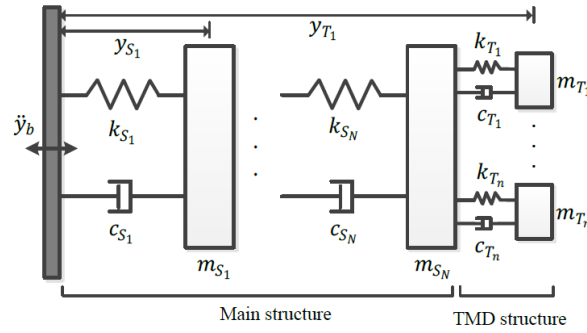 y_{T_1}
y_{S_1}
k_{T_1}
m_{T_1}
c_{T_1}
ÿ_b
k_{S_1}
k_{S_N}
k_{T_n}
m_{T_n}
c_{T_n}
c_{S_1}
c_{S_N}
m_{S_1}
m_{S_N}
Main structure
TMD structure